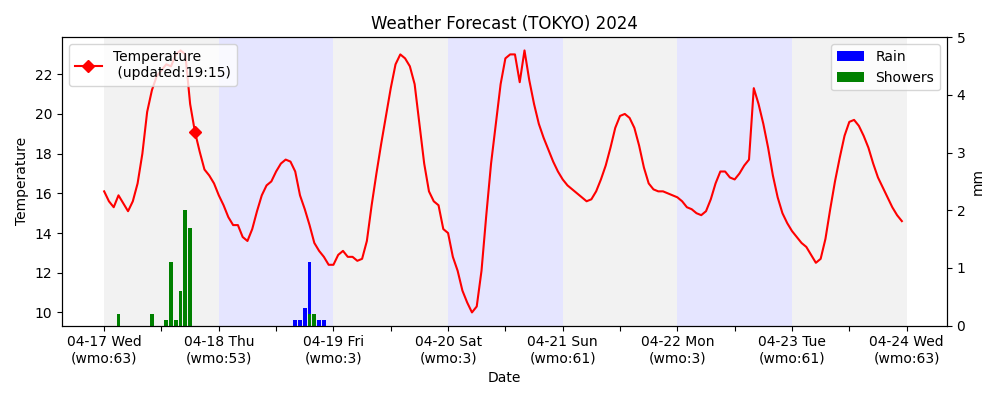 Weather Forecast (TOKYO) 2024
Temperature
(updated:19:15)
Rain
Showers
Temperature
22
20
18
16
14
12
10
5
4
3
2
1
0
mm
04-17 Wed
(wmo:63)
04-18 Thu
(wmo:53)
04-19 Fri
(wmo:3)
04-20 Sat
(wmo:3)
04-21 Sun
(wmo:61)
04-22 Mon
(wmo:3)
04-23 Tue
(wmo:61)
04-24 Wed
(wmo:63)
Date